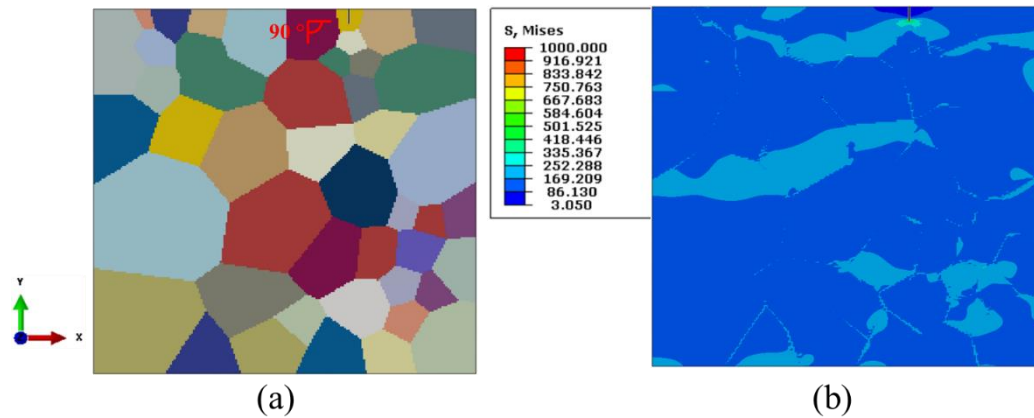 90 °
S, Mises
1000.000
916.921
833.842
750.763
667.683
584.604
501.525
418.446
335.367
252.288
169.209
86.130
3.050
Y
X
(a)
(b)